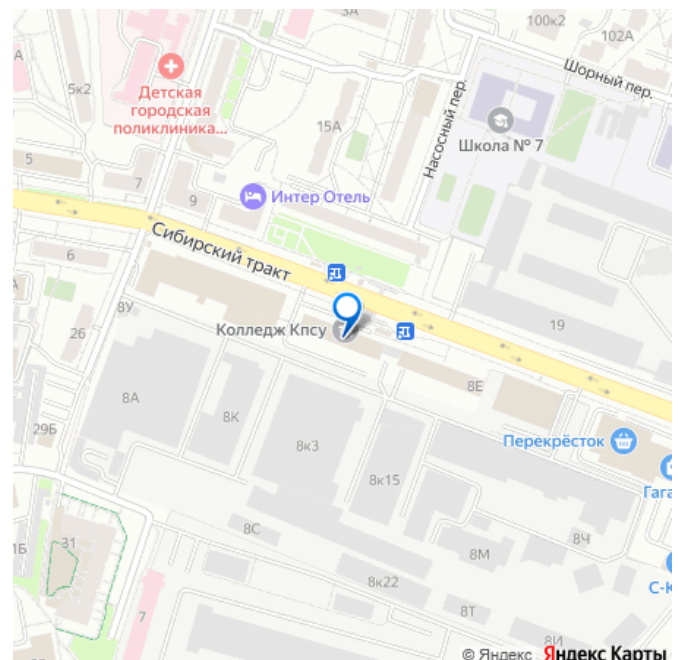 3А
100к2
102А
А
5к2
Детская
городская
поликлиника...
15А
Насосный пер.
Шорный пер.
Школа № 7
5
7
9
Интер Отель
Сибирский тракт
6
8У
26
Колледж Кпсу
19
8Е
8А
8К
29Б
8к3
8к15
Перекрёсток
Гага
8С
8Ч
1Б
31
8М
8к22
С-К
7
8Т
8И
© Яндекс Яндекс Карты